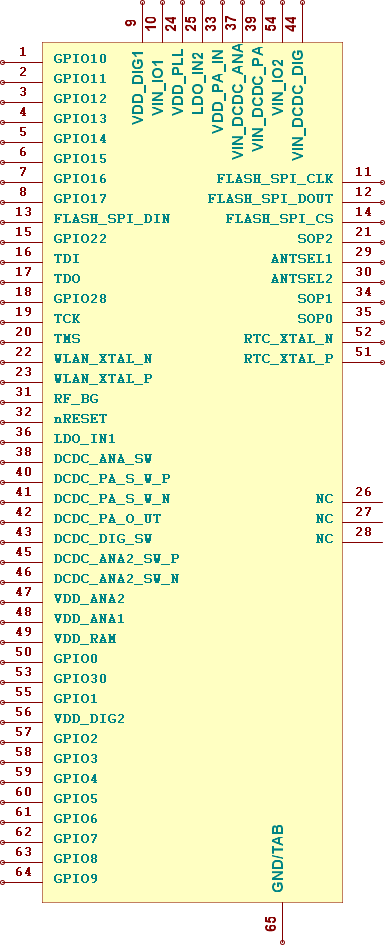 9 VDD_DIG1
10 VIN_IO1
24 VDD_PLL
25 LDO_IN2
33 VDD_PA_IN
37 VIN_DCDC_ANA
39 VIN_DCDC_PA
54 VIN_IO2
44 VIN_DCDC_DIG
1 GPIO10
2 GPIO11
3 GPIO12
4 GPIO13
5 GPIO14
6 GPIO15
7 GPIO16
8 GPIO17
13 FLASH_SPI_DIN
15 GPIO22
16 TDI
17 TDO
18 GPIO28
19 TCK
20 TMS
22 WLAN_XTAL_N
23 WLAN_XTAL_P
31 RF_BG
32 nRESET
36 LDO_IN1
38 DCDC_ANA_SW
40 DCDC_PA_S_W_P
41 DCDC_PA_S_W_N
42 DCDC_PA_O_UT
43 DCDC_DIG_SW
45 DCDC_ANA2_SW_P
46 DCDC_ANA2_SW_N
47 VDD_ANA2
48 VDD_ANA1
49 VDD_RAM
50 GPIO0
53 GPIO30
55 GPIO1
56 VDD_DIG2
57 GPIO2
58 GPIO3
59 GPIO4
60 GPIO5
61 GPIO6
62 GPIO7
63 GPIO8
64 GPIO9
FLASH_SPI_CLK 11
FLASH_SPI_DOUT 12
FLASH_SPI_CS 14
SOP2 21
ANTSEL1 29
ANTSEL2 30
SOP1 34
SOP0 35
RTC_XTAL_N 52
RTC_XTAL_P 51
NC 26
NC 27
NC 28
GND/TAB 65